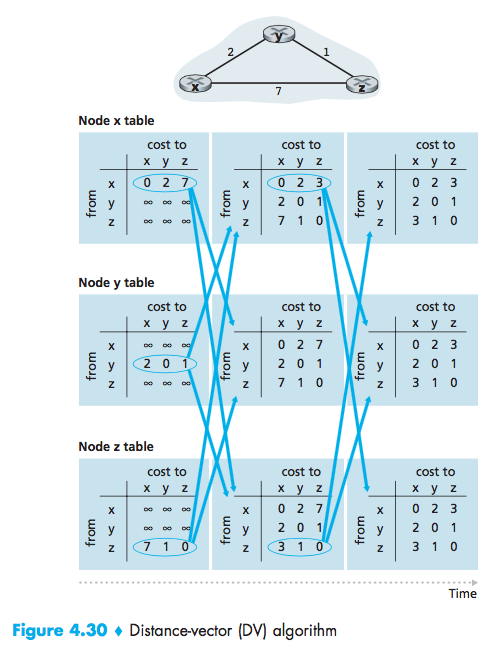 y
2 1
x 7 z
Node x table
cost to cost to cost to
x y z x y z x y z
x 0 2 7 x 0 2 3 x 0 2 3
from y ∞ ∞ ∞ from y 2 0 1 from y 2 0 1
z ∞ ∞ ∞ z 7 1 0 z 3 1 0
Node y table
cost to cost to cost to
x y z x y z x y z
x ∞ ∞ ∞ x 0 2 7 x 0 2 3
from y 2 0 1 from y 2 0 1 from y 2 0 1
z ∞ ∞ ∞ z 7 1 0 z 3 1 0
Node z table
cost to cost to cost to
x y z x y z x y z
x ∞ ∞ ∞ x 0 2 7 x 0 2 3
from y ∞ ∞ ∞ from y 2 0 1 from y 2 0 1
z 7 1 0 z 3 1 0 z 3 1 0
Time
Figure 4.30 ♦ Distance-vector (DV) algorithm